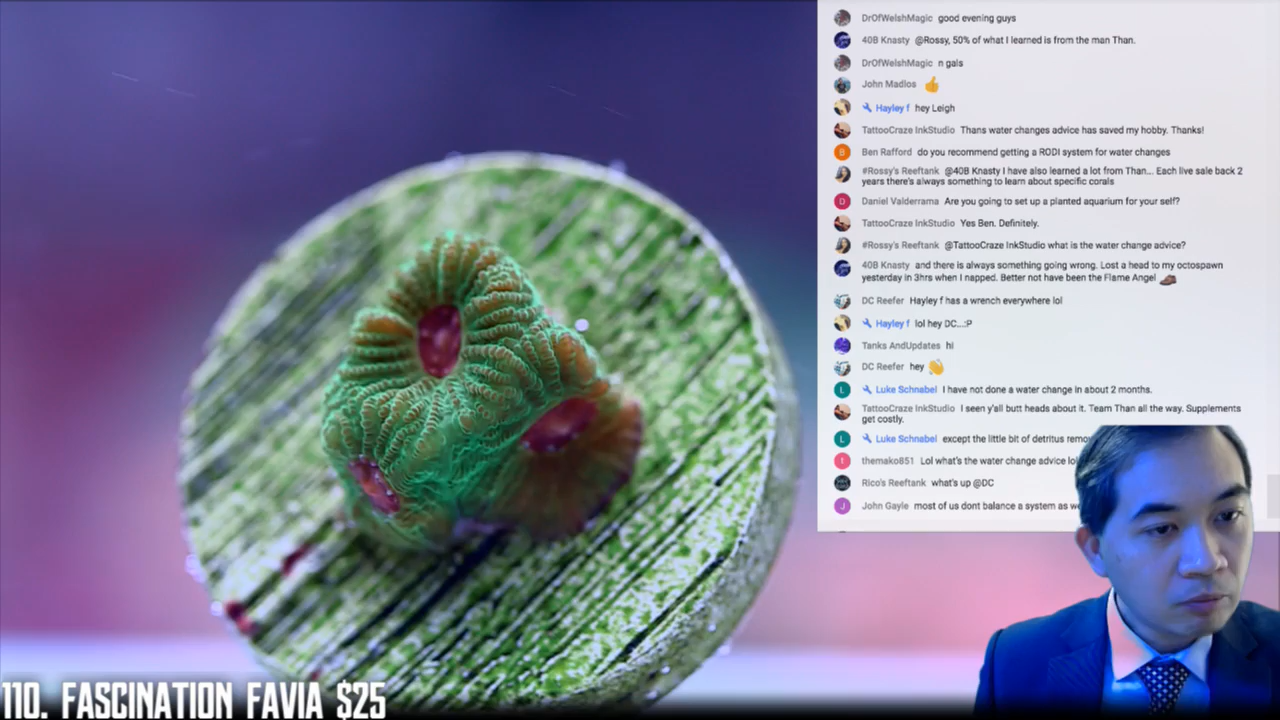 DrOfWelshMagic good evening guys
40B Knasty @Rossy, 50% of what I learned is from the man Than.
DrOfWelshMagic n gals
John Madlos
Hayley f hey Leigh
TattooCraze InkStudio Thans water changes advice has saved my hobby. Thanks!
B Ben Rafford do you recommend getting a RODI system for water changes
#Rossy's Reeftank @40B Knasty I have also learned a lot from Than... Each live sale back 2
years there's always something to learn about specific corals
D Daniel Valderrama Are you going to set up a planted aquarium for your self?
TattooCraze InkStudio Yes Ben. Definitely.
#Rossy's Reeftank @TattooCraze InkStudio what is the water change advice?
40B Knasty and there is always something going wrong. Lost a head to my octospawn
yesterday in 3hrs when I napped. Better not have been the Flame Angel
DC Reefer Hayley f has a wrench everywhere lol
Hayley f lol hey DC...:P
Tanks AndUpdates hi
DC Reefer hey
L Luke Schnabel I have not done a water change in about 2 months.
TattooCraze InkStudio I seen y'all butt heads about it. Team Than all the way. Supplements
get costly.
L Luke Schnabel except the little bit of detritus remo
t themako851 Lol what's the water change advice lol
Rico's Reeftank what's up @DC
J John Gayle most of us dont balance a system as
110. FASCINATION FAVIA $25